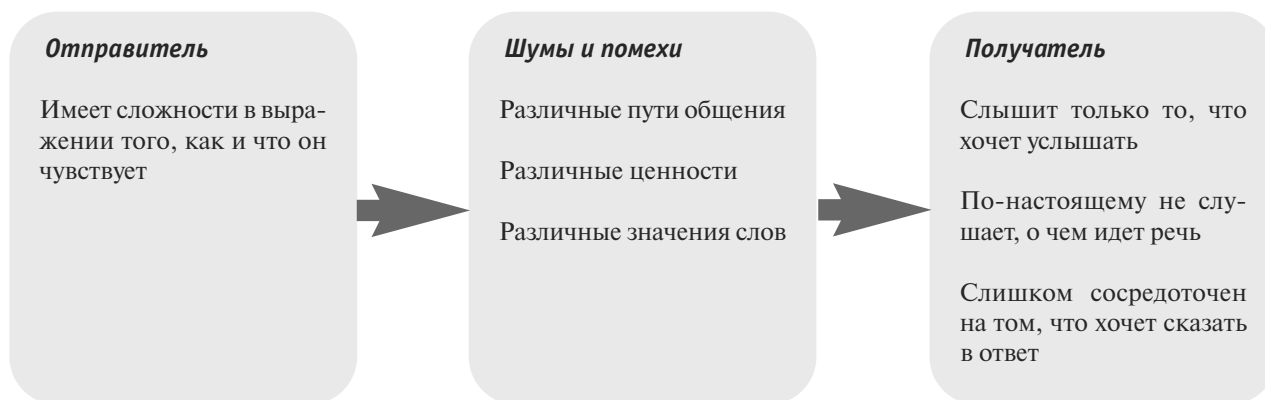 Отправитель
Имеет сложности в выра-
жении того, как и что он
чувствует
Шумы и помехи
Различные пути общения
Различные ценности
Различные значения слов
Получатель
Слышит только то, что
хочет услышать
По-настоящему не слу-
шает, о чем идет речь
Слишком сосредоточен
на том, что хочет сказать
в ответ